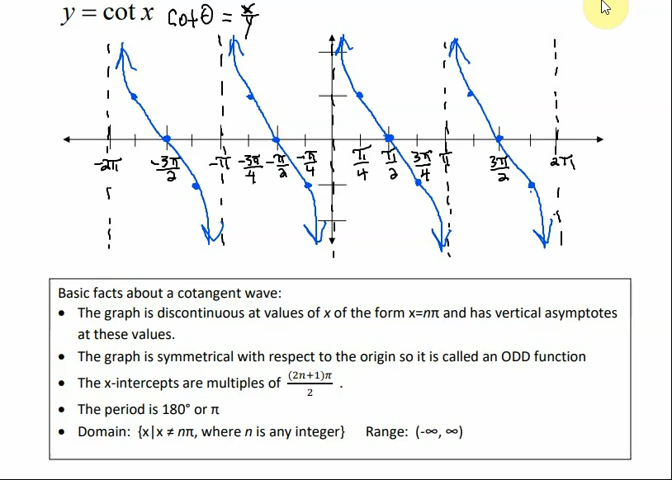 y = cot x  cotθ = x/y
-2π -3π/2 -π -3π/4 -π/2 -π/4 π/4 π/2 3π/4 π 3π/2 2π
Basic facts about a cotangent wave:
• The graph is discontinuous at values of x of the form x=nπ and has vertical asymptotes
at these values.
• The graph is symmetrical with respect to the origin so it is called an ODD function
• The x-intercepts are multiples of (2n+1)π/2 .
• The period is 180° or π
• Domain: {x|x ≠ nπ, where n is any integer} Range: (-∞, ∞)